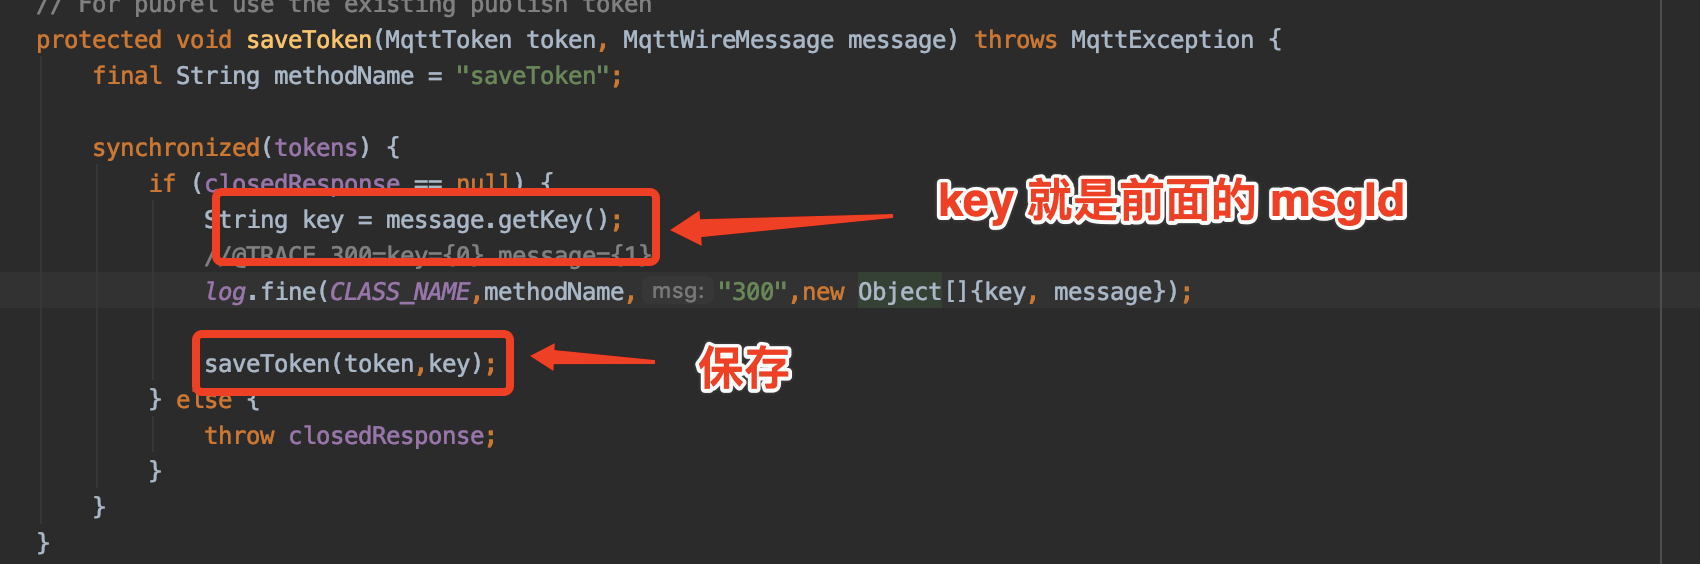 // For pubrel use the existing publish token
protected void saveToken(MqttToken token, MqttWireMessage message) throws MqttException {
final String methodName = "saveToken";
synchronized(tokens) {
if (closedResponse == null) {
String key = message.getKey();
key 就是前面的 msgId
//@TRACE 300=key={0} message={1}
log.fine(CLASS_NAME,methodName, msg: "300",new Object[]{key, message});
saveToken(token,key);
保存
} else {
throw closedResponse;
}
}
}